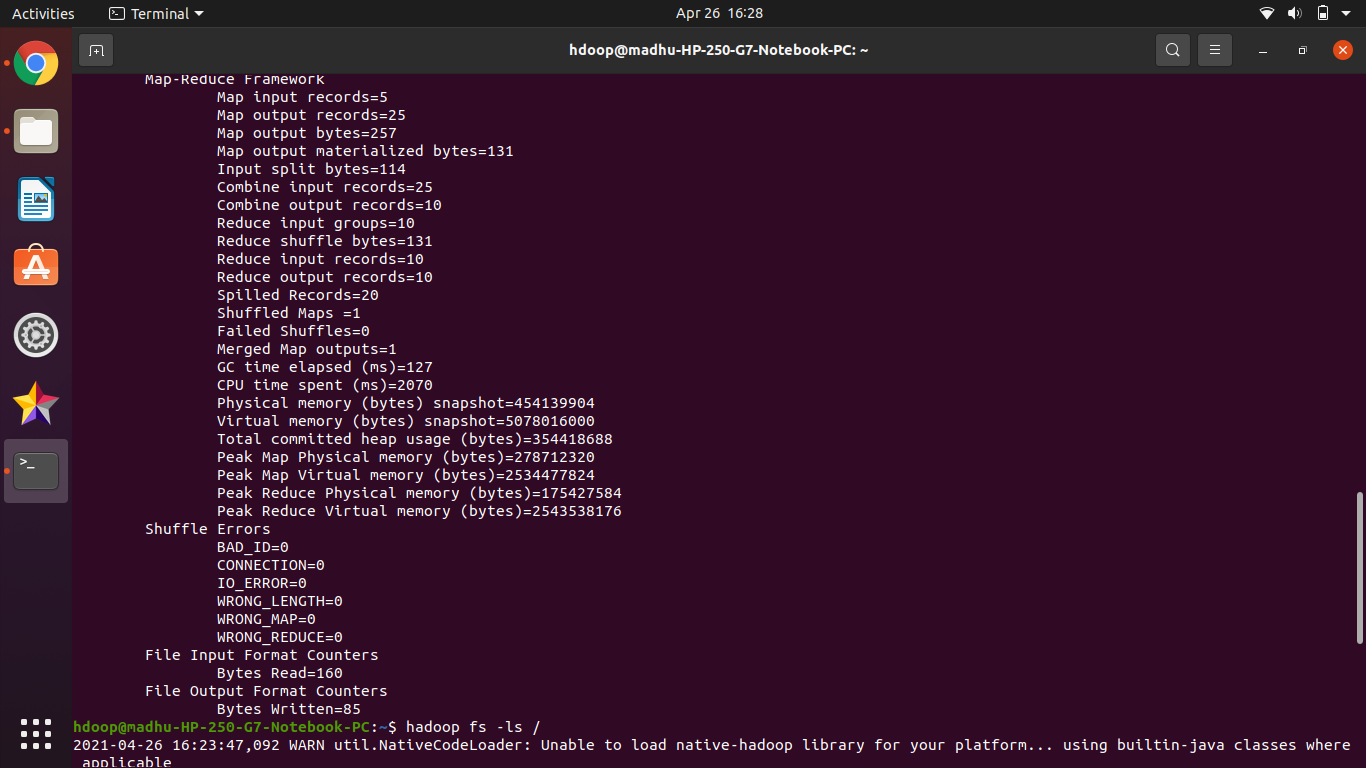 Activities Terminal Apr 26 16:28
hdoop@madhu-HP-250-G7-Notebook-PC: ~
Map-Reduce Framework
Map input records=5
Map output records=25
Map output bytes=257
Map output materialized bytes=131
Input split bytes=114
Combine input records=25
Combine output records=10
Reduce input groups=10
Reduce shuffle bytes=131
Reduce input records=10
Reduce output records=10
Spilled Records=20
Shuffled Maps =1
Failed Shuffles=0
Merged Map outputs=1
GC time elapsed (ms)=127
CPU time spent (ms)=2070
Physical memory (bytes) snapshot=454139904
Virtual memory (bytes) snapshot=5078016000
Total committed heap usage (bytes)=354418688
Peak Map Physical memory (bytes)=278712320
Peak Map Virtual memory (bytes)=2534477824
Peak Reduce Physical memory (bytes)=175427584
Peak Reduce Virtual memory (bytes)=2543538176
Shuffle Errors
BAD_ID=0
CONNECTION=0
IO_ERROR=0
WRONG_LENGTH=0
WRONG_MAP=0
WRONG_REDUCE=0
File Input Format Counters
Bytes Read=160
File Output Format Counters
Bytes Written=85
hdoop@madhu-HP-250-G7-Notebook-PC:~$ hadoop fs -ls /
2021-04-26 16:23:47,092 WARN util.NativeCodeLoader: Unable to load native-hadoop library for your platform... using builtin-java classes where
applicable